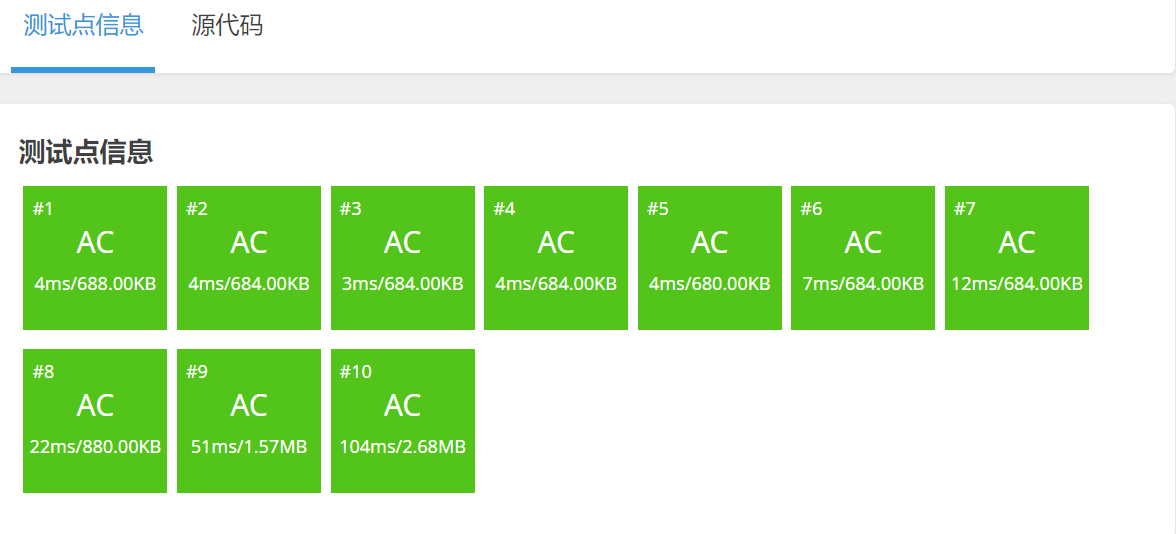 测试点信息 源代码
测试点信息
#1 #2 #3 #4 #5 #6 #7
AC AC AC AC AC AC AC
4ms/688.00KB 4ms/684.00KB 3ms/684.00KB 4ms/684.00KB 4ms/680.00KB 7ms/684.00KB 12ms/684.00KB
#8 #9 #10
AC AC AC
22ms/880.00KB 51ms/1.57MB 104ms/2.68MB